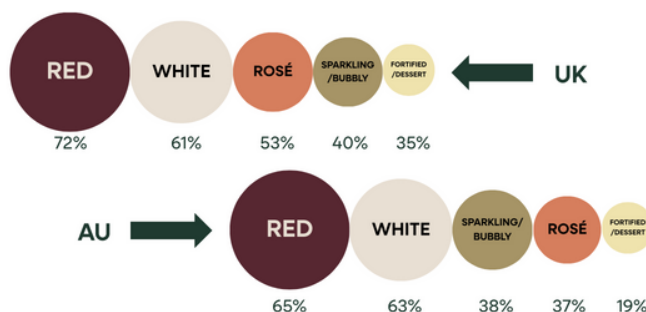 RED
WHITE
ROSÉ
SPARKLING
/BUBBLY
FORTIFIED
/DESSERT
UK
72%
61%
53%
40%
35%
AU
RED
WHITE
SPARKLING/
BUBBLY
ROSÉ
FORTIFIED
/DESSERT
65%
63%
38%
37%
19%